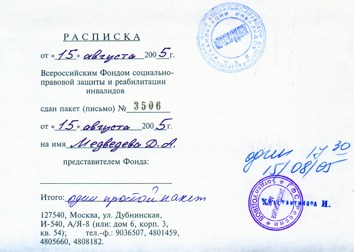 РАСПИСКА
от «15» августа 2005 г.
Всероссийским Фондом социально-
правовой защиты и реабилитации
инвалидов
сдан пакет (письмо) № 3506
от «15» августа 2005 г.
на имя Медведева Д. А.
представителем Фонда:
Итого: один простой пакет
127540, Москва, ул. Дубнинская,
И-540, А/Я-8 (или: дом 6, корп. 3,
кв. 54); тел.-ф.: 9036507, 4801459,
4805660, 4808182.
один 17 30
15/08/05
Константинова Н.